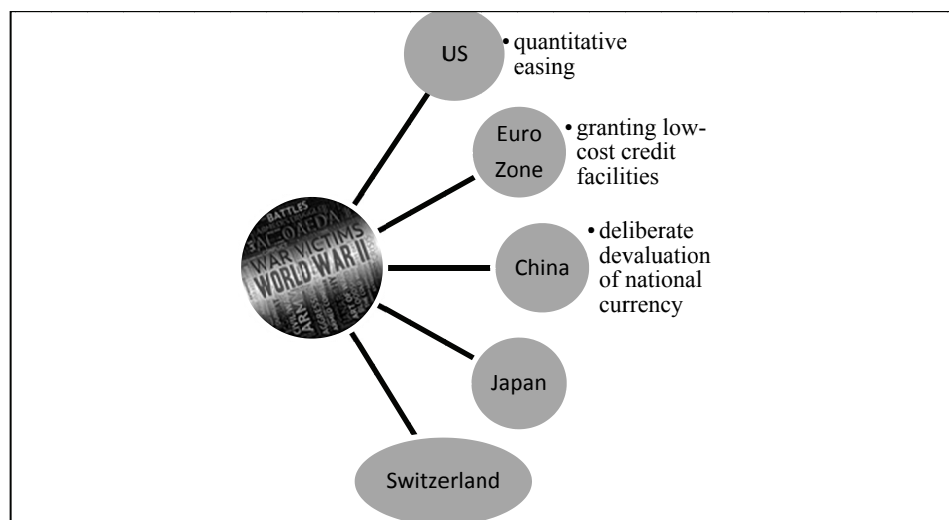 US
• quantitative
easing
Euro
Zone
• granting low-
cost credit
facilities
BATTLES
WAR VICTIMS
WORLD WAR II
China
• deliberate
devaluation
of national
currency
Japan
Switzerland